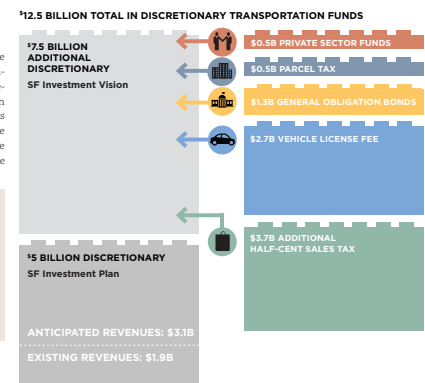 $12.5 BILLION TOTAL IN DISCRETIONARY TRANSPORTATION FUNDS
$7.5 BILLION
ADDITIONAL
DISCRETIONARY
SF Investment Vision
$0.5B PRIVATE SECTOR FUNDS
$0.5B PARCEL TAX
$1.3B GENERAL OBLIGATION BONDS
$2.7B VEHICLE LICENSE FEE
$3.7B ADDITIONAL
HALF-CENT SALES TAX
$5 BILLION DISCRETIONARY
SF Investment Plan
ANTICIPATED REVENUES: $3.1B
EXISTING REVENUES: $1.9B